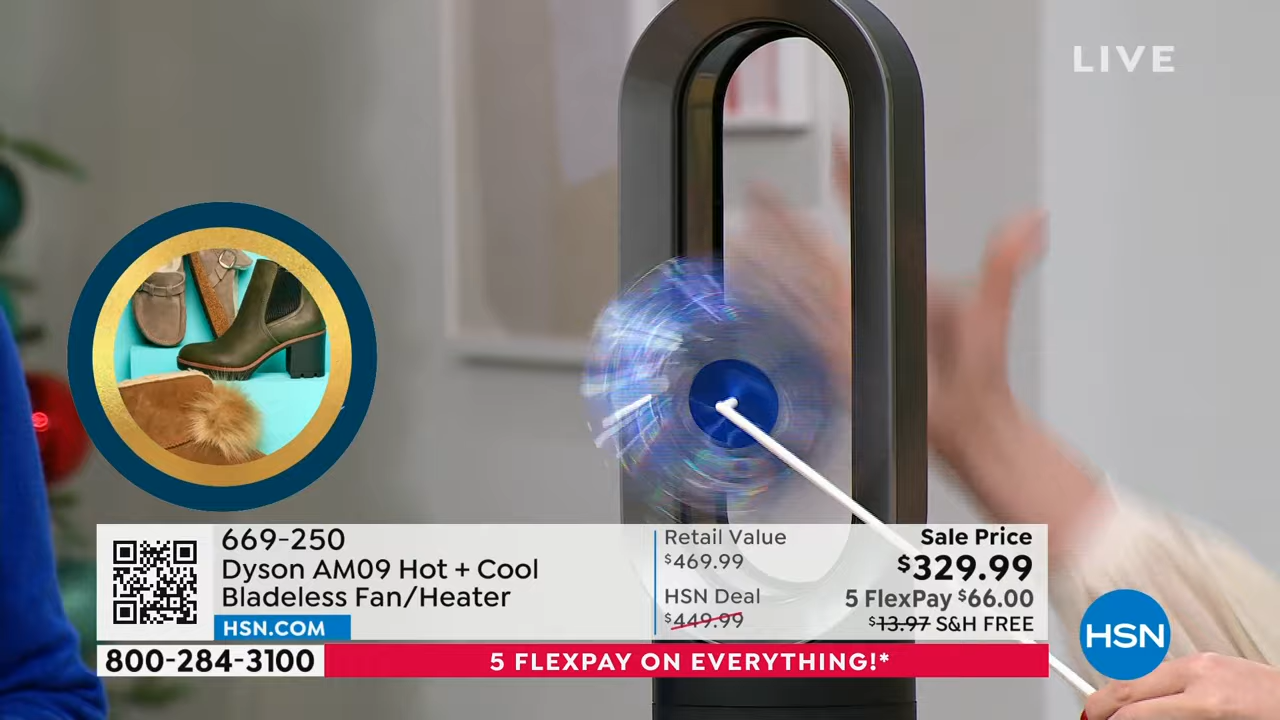 LIVE
669-250
Dyson AM09 Hot + Cool
Bladeless Fan/Heater
HSN.COM
Retail Value
$469.99
HSN Deal
$449.99
Sale Price
$329.99
5 FlexPay $66.00
$13.97 S&H FREE
HSN
800-284-3100
5 FLEXPAY ON EVERYTHING!*